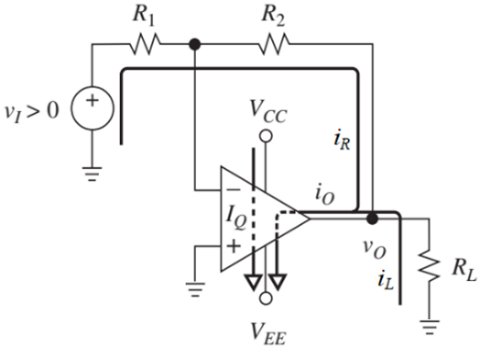 R1 R2
vI > 0
+
VCC
iR
−
iO
IQ
+
vO
iL
RL
VEE